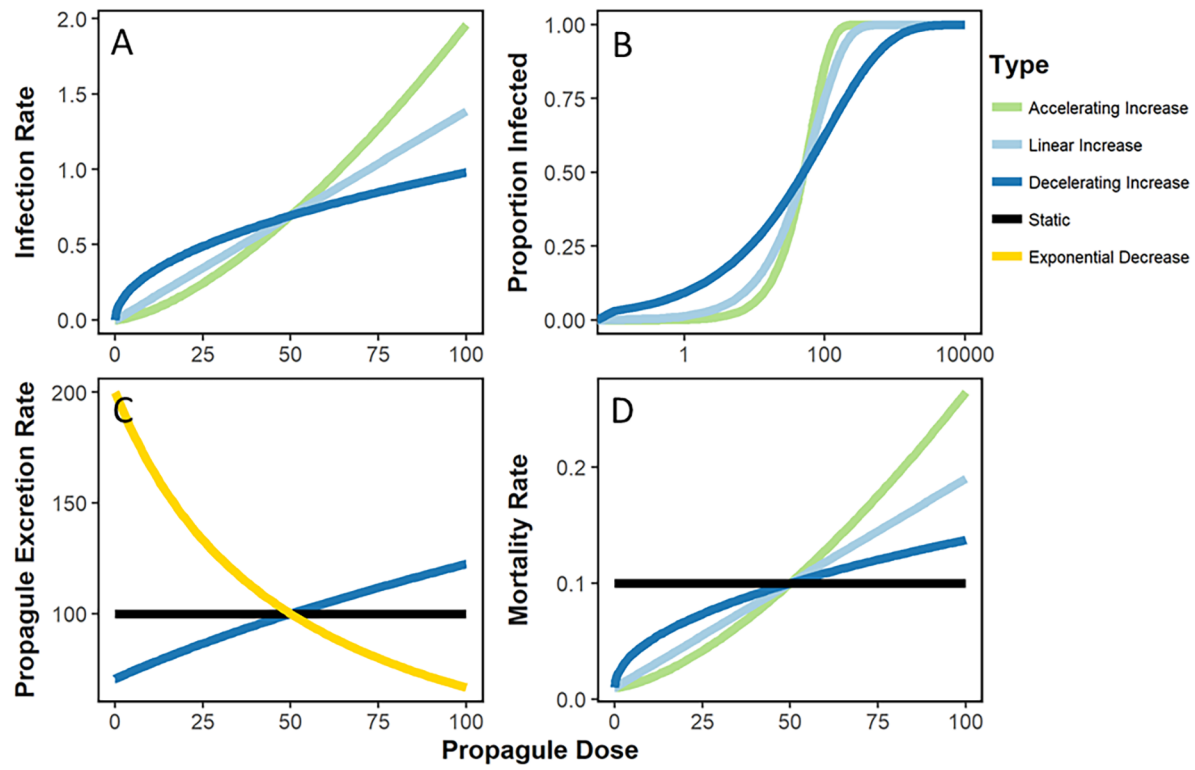 A
Infection Rate
2.0
1.5
1.0
0.5
0.0
0 25 50 75 100
B
Proportion Infected
1.00
0.75
0.50
0.25
0.00
1 100 10000
Type
Accelerating Increase
Linear Increase
Decelerating Increase
Static
Exponential Decrease
C
Propagule Excretion Rate
200
150
100
0 25 50 75 100
D
Mortality Rate
0.2
0.1
0.0
0 25 50 75 100
Propagule Dose